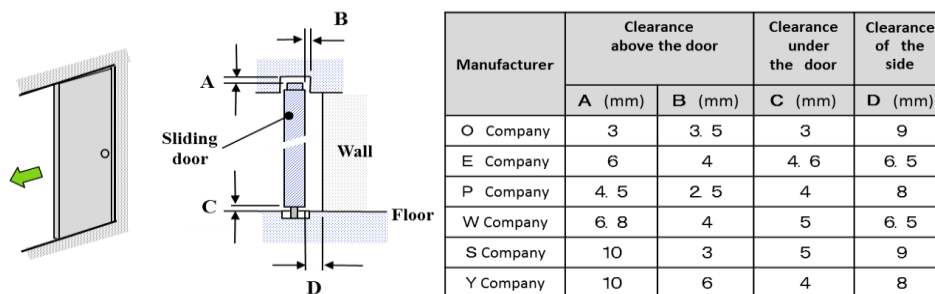 B
A
Sliding
door
Wall
C
Floor
D
Manufacturer
Clearance
above the door
Clearance
under
the door
Clearance
of the
side
A (mm) B (mm) C (mm) D (mm)
O Company 3 3. 5 3 9
E Company 6 4 4. 6 6. 5
P Company 4. 5 2 5 4 8
W Company 6. 8 4 5 6. 5
S Company 10 3 5 9
Y Company 10 6 4 8